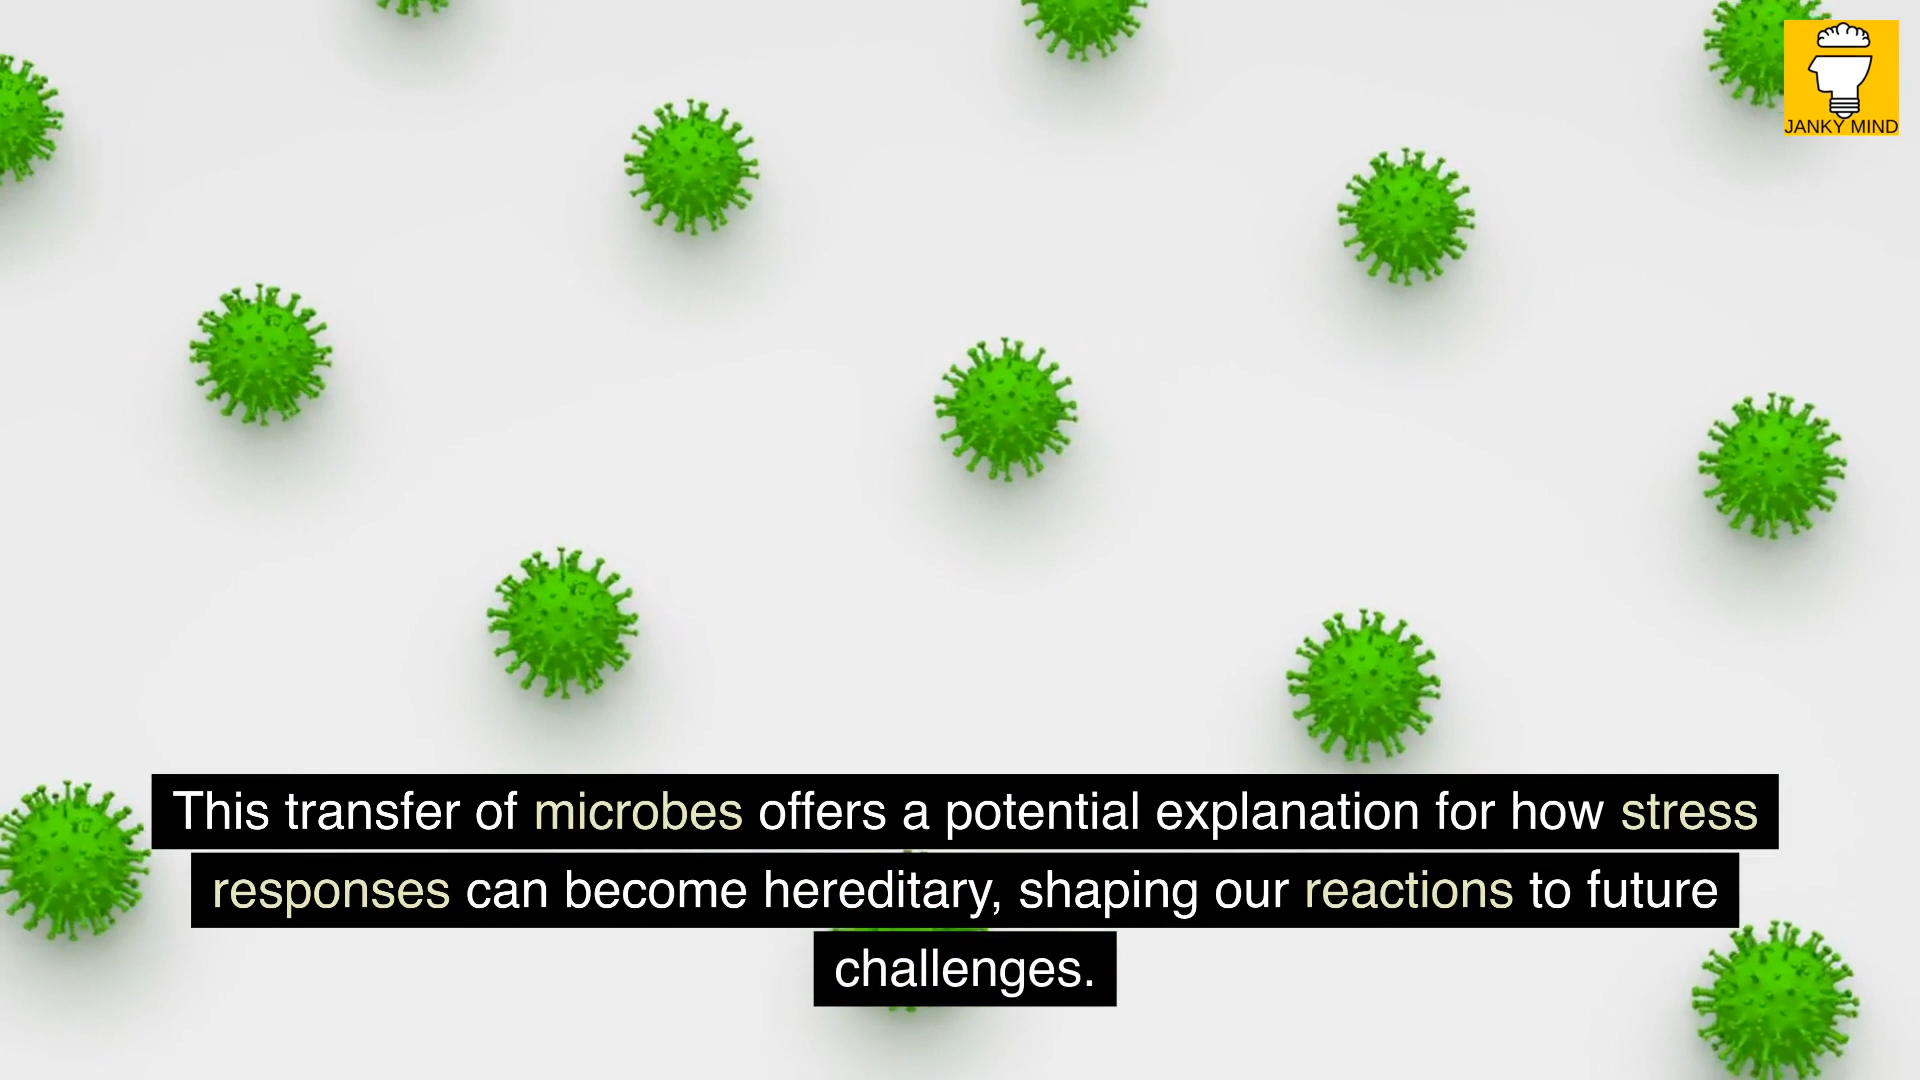 JANKY MIND
This transfer of microbes offers a potential explanation for how stress
responses can become hereditary, shaping our reactions to future
challenges.